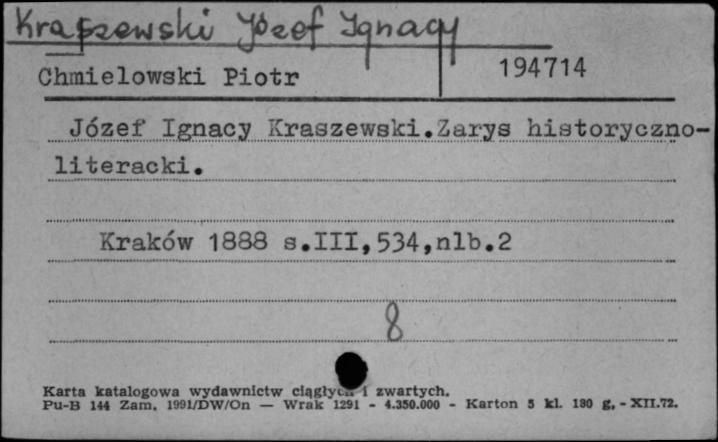 Kraszewski Józef Ignacy
Chmielowski Piotr 194714
Józef Ignacy Kraszewski.Zarys historyczno-
literacki.
Kraków 1888 s.III,534,nlb.2
8
Karta katalogowa wydawnictw ciągłych i zwartych.
Pu-B 144 Zam. 1991/DW/On — Wrak 1291 - 4.350.000 - Karton 5 kl. 180 g. - XII.72.